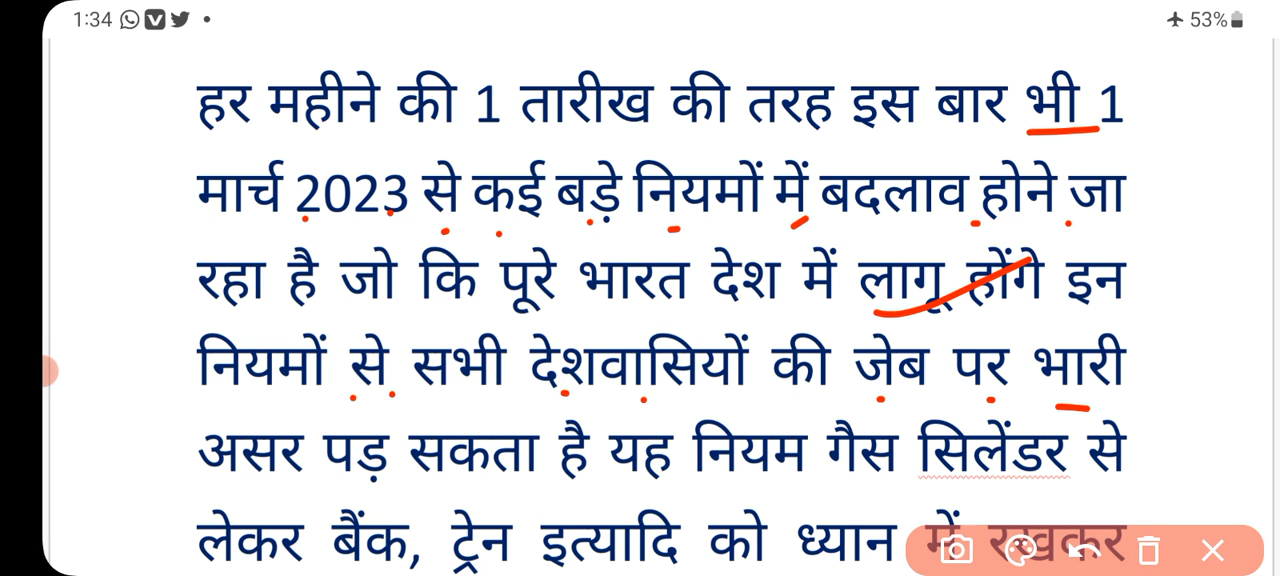 1:34
53%
हर महीने की 1 तारीख की तरह इस बार भी 1
मार्च 2023 से कई बड़े नियमों में बदलाव होने जा
रहा है जो कि पूरे भारत देश में लागू होंगे इन
नियमों से सभी देशवासियों की जेब पर भारी
असर पड़ सकता है यह नियम गैस सिलेंडर से
लेकर बैंक, ट्रेन इत्यादि को ध्यान में रखकर